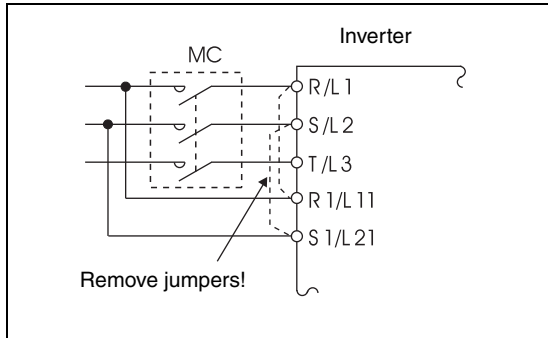 Inverter
MC
R/L1
S/L2
T/L3
R1/L11
S1/L21
Remove jumpers!